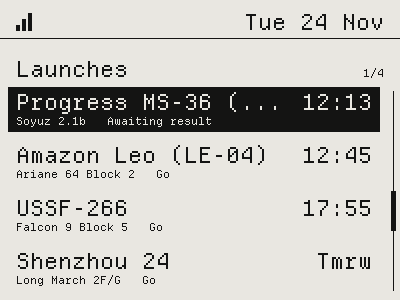 Tue 24 Nov
Launches 1/4
Progress MS-36 (... 12:13
Soyuz 2.1b Awaiting result
Amazon Leo (LE-04) 12:45
Ariane 64 Block 2 Go
USSF-266 17:55
Falcon 9 Block 5 Go
Shenzhou 24 Tmrw
Long March 2F/G Go